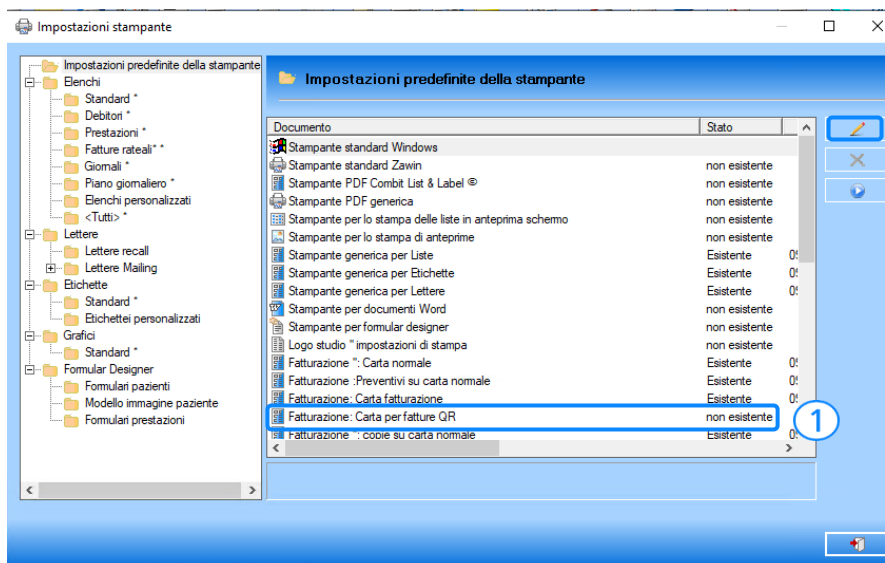 Impostazioni stampante
Impostazioni predefinite della stampante
Elenchi
Standard *
Debitori *
Prestazioni *
Fatture rateali* *
Giornali *
Piano giornaliero *
Elenchi personalizzati
<Tutti> *
Lettere
Lettere recall
Lettere Mailing
Etichette
Standard *
Etichettei personalizzati
Grafici
Standard *
Formular Designer
Formulari pazienti
Modello immagine paziente
Formulari prestazioni
Impostazioni predefinite della stampante
Documento Stato
Stampante standard Windows
Stampante standard Zawin non esistente
Stampante PDF Combit List & Label ® non esistente
Stampante PDF generica non esistente
Stampante per lo stampa delle liste in anteprima schermo non esistente
Stampante per lo stampa di anteprime non esistente
Stampante generica per Liste Esistente
Stampante generica per Etichette Esistente
Stampante generica per Lettere Esistente
Stampante per documenti Word non esistente
Stampante per formular designer non esistente
Logo studio " impostazioni di stampa non esistente
Fatturazione ": Carta normale Esistente
Fatturazione :Preventivi su carta normale Esistente
Fatturazione: Carta fatturazione Esistente
Fatturazione: Carta per fatture QR non esistente
1
Fatturazione ": copie su carta normale Esistente